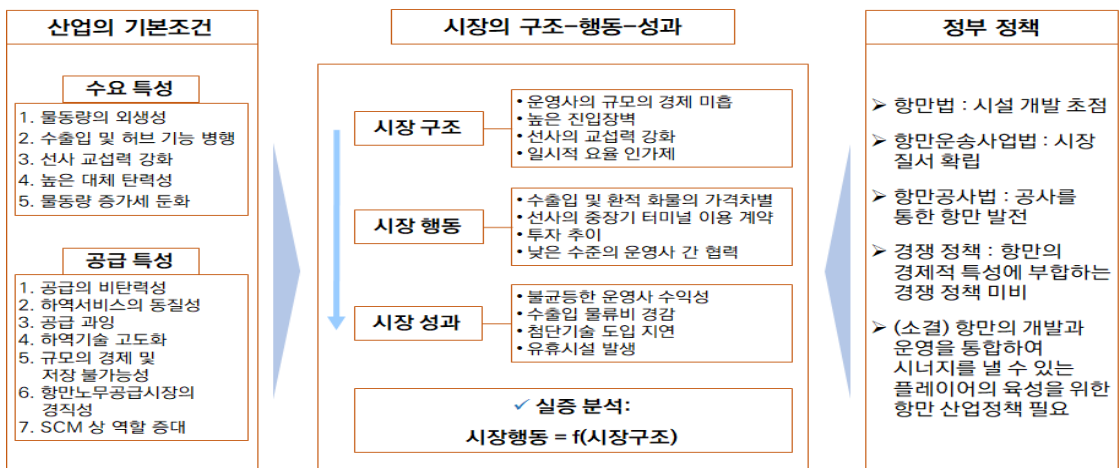 산업의 기본조건
수요 특성
1. 물동량의 외생성
2. 수출입 및 허브 기능 병행
3. 선사 교섭력 강화
4. 높은 대체 탄력성
5. 물동량 증가세 둔화
공급 특성
1. 공급의 비탄력성
2. 하역서비스의 동질성
3. 공급 과잉
4. 하역기술 고도화
5. 규모의 경제 및
저장 불가능성
6. 항만노무공급시장의
경직성
7. SCM 상 역할 증대
시장의 구조-행동-성과
시장 구조
• 운영사의 규모의 경제 미흡
• 높은 진입장벽
• 선사의 교섭력 강화
• 일시적 요율 인가제
시장 행동
• 수출입 및 환적 화물의 가격차별
• 선사의 중장기 터미널 이용 계약
• 투자 추이
• 낮은 수준의 운영사 간 협력
시장 성과
• 불균등한 운영사 수익성
• 수출입 물류비 경감
• 첨단기술 도입 지연
• 유휴시설 발생
✓ 실증 분석:
시장행동 = f(시장구조)
정부 정책
➢ 항만법 : 시설 개발 초점
➢ 항만운송사업법 : 시장
질서 확립
➢ 항만공사법 : 공사를
통한 항만 발전
➢ 경쟁 정책 : 항만의
경제적 특성에 부합하는
경쟁 정책 미비
➢ (소결) 항만의 개발과
운영을 통합하여
시너지를 낼 수 있는
플레이어의 육성을 위한
항만 산업정책 필요